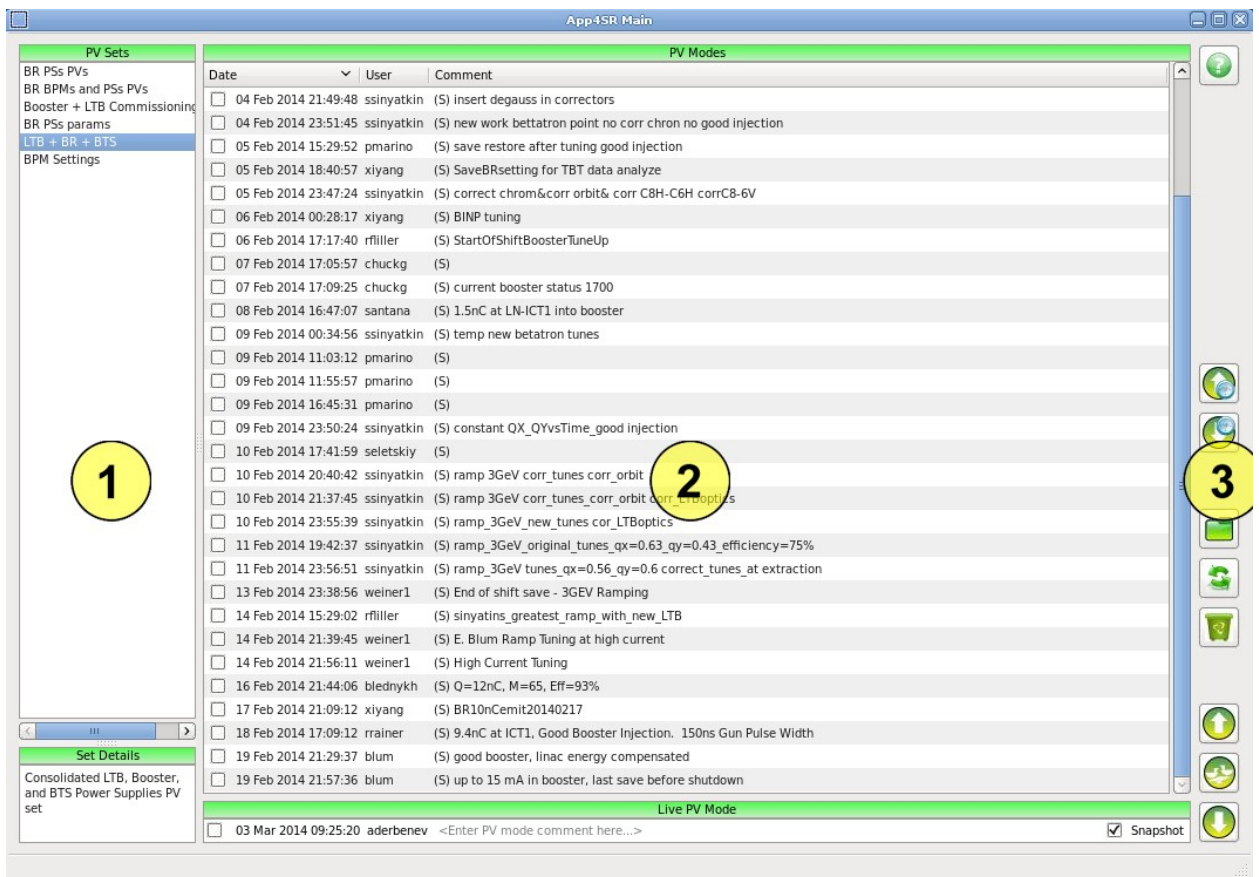 App4SR Main
PV Sets
BR PSs PVs
BR BPMs and PSs PVs
Booster + LTB Commissioning
BR PSs params
LTB + BR + BTS
BPM Settings
1
Set Details
Consolidated LTB, Booster,
and BTS Power Supplies PV
set
PV Modes
Date User Comment
04 Feb 2014 21:49:48 ssinyatkin (S) insert degauss in correctors
04 Feb 2014 23:51:45 ssinyatkin (S) new work bettatron point no corr chron no good injection
05 Feb 2014 15:29:52 pmarino (S) save restore after tuning good injection
05 Feb 2014 18:40:57 xiyang (S) SaveBRsetting for TBT data analyze
05 Feb 2014 23:47:24 ssinyatkin (S) correct chrom&corr orbit& corr C8H-C6H corrC8-6V
06 Feb 2014 00:28:17 xiyang (S) BINP tuning
06 Feb 2014 17:17:40 rfliller (S) StartOfShiftBoosterTuneUp
07 Feb 2014 17:05:57 chuckg (S)
07 Feb 2014 17:09:25 chuckg (S) current booster status 1700
08 Feb 2014 16:47:07 santana (S) 1.5nC at LN-ICT1 into booster
09 Feb 2014 00:34:56 ssinyatkin (S) temp new betatron tunes
09 Feb 2014 11:03:12 pmarino (S)
09 Feb 2014 11:55:57 pmarino (S)
09 Feb 2014 16:45:31 pmarino (S)
09 Feb 2014 23:50:24 ssinyatkin (S) constant QX_QYvsTime_good injection
10 Feb 2014 17:41:59 seletskiy (S)
10 Feb 2014 20:40:42 ssinyatkin (S) ramp 3GeV corr_tunes corr_orbit
10 Feb 2014 21:37:45 ssinyatkin (S) ramp 3GeV corr_tunes_corr_orbit corr_LTBoptics
10 Feb 2014 23:55:39 ssinyatkin (S) ramp_3GeV_new_tunes cor_LTBoptics
11 Feb 2014 19:42:37 ssinyatkin (S) ramp_3GeV_original_tunes_qx=0.63_qy=0.43_efficiency=75%
11 Feb 2014 23:56:51 ssinyatkin (S) ramp_3GeV tunes_qx=0.56_qy=0.6 correct_tunes_at extraction
13 Feb 2014 23:38:56 weiner1 (S) End of shift save - 3GEV Ramping
14 Feb 2014 15:29:02 rfliller (S) sinyatins_greatest_ramp_with_new_LTB
14 Feb 2014 21:39:45 weiner1 (S) E. Blum Ramp Tuning at high current
14 Feb 2014 21:56:11 weiner1 (S) High Current Tuning
16 Feb 2014 21:44:06 blednykh (S) Q=12nC, M=65, Eff=93%
17 Feb 2014 21:09:12 xiyang (S) BR10nCemit20140217
18 Feb 2014 17:09:12 rrainer (S) 9.4nC at ICT1, Good Booster Injection. 150ns Gun Pulse Width
19 Feb 2014 21:29:37 blum (S) good booster, linac energy compensated
19 Feb 2014 21:57:36 blum (S) up to 15 mA in booster, last save before shutdown
2
Live PV Mode
03 Mar 2014 09:25:20 aderbenev <Enter PV mode comment here...> Snapshot
3